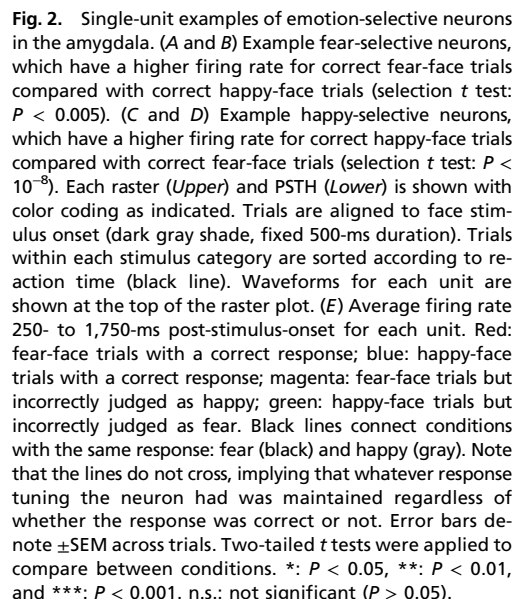 Fig. 2. Single-unit examples of emotion-selective neurons
in the amygdala. (A and B) Example fear-selective neurons,
which have a higher firing rate for correct fear-face trials
compared with correct happy-face trials (selection t test:
P < 0.005). (C and D) Example happy-selective neurons,
which have a higher firing rate for correct happy-face trials
compared with correct fear-face trials (selection t test: P <
10⁻⁸). Each raster (Upper) and PSTH (Lower) is shown with
color coding as indicated. Trials are aligned to face stim-
ulus onset (dark gray shade, fixed 500-ms duration). Trials
within each stimulus category are sorted according to re-
action time (black line). Waveforms for each unit are
shown at the top of the raster plot. (E) Average firing rate
250- to 1,750-ms post-stimulus-onset for each unit. Red:
fear-face trials with a correct response; blue: happy-face
trials with a correct response; magenta: fear-face trials but
incorrectly judged as happy; green: happy-face trials but
incorrectly judged as fear. Black lines connect conditions
with the same response: fear (black) and happy (gray). Note
that the lines do not cross, implying that whatever response
tuning the neuron had was maintained regardless of
whether the response was correct or not. Error bars de-
note ±SEM across trials. Two-tailed t tests were applied to
compare between conditions. *: P < 0.05, **: P < 0.01,
and ***: P < 0.001. n.s.: not significant (P > 0.05).